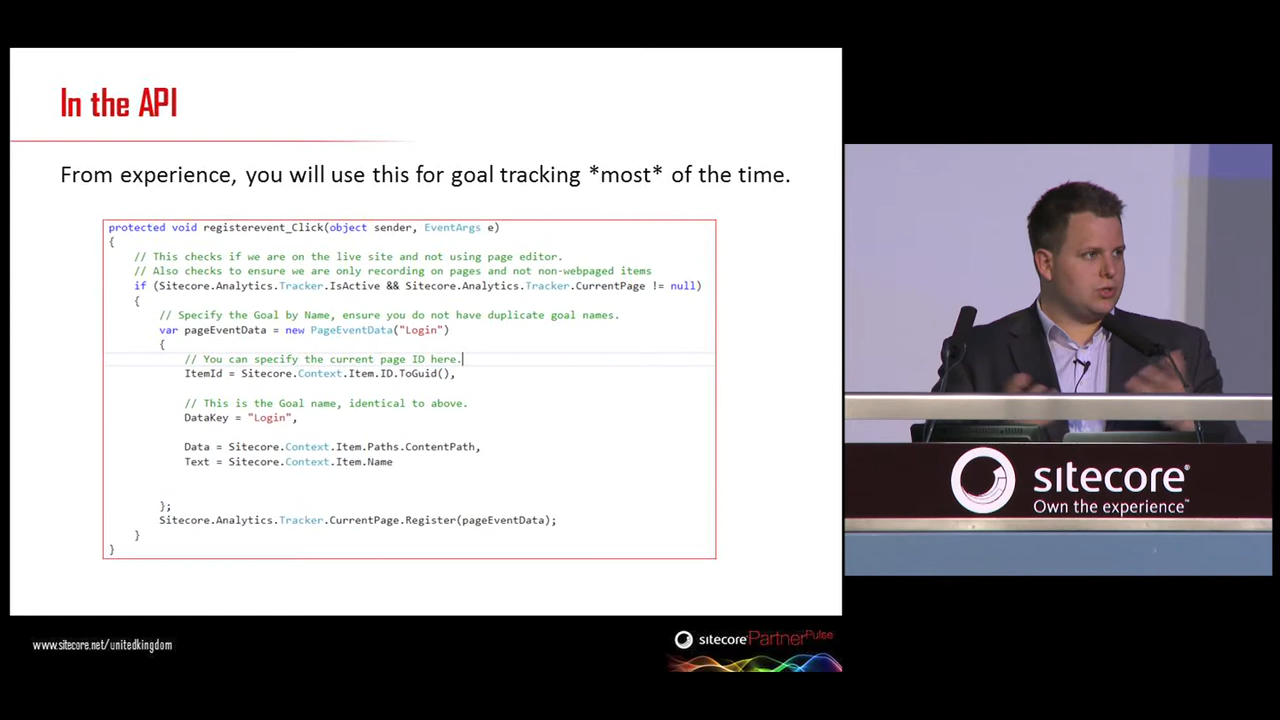 In the API
From experience, you will use this for goal tracking *most* of the time.
protected void registerevent_Click(object sender, EventArgs e)
{
// This checks if we are on the live site and not using page editor.
// Also checks to ensure we are only recording on pages and not non-webpaged items
if (Sitecore.Analytics.Tracker.IsActive && Sitecore.Analytics.Tracker.CurrentPage != null)
{
// Specify the Goal by Name, ensure you do not have duplicate goal names.
var pageEventData = new PageEventData("Login")
{
// You can specify the current page ID here.
ItemId = Sitecore.Context.Item.ID.ToGuid(),
// This is the Goal name, identical to above.
DataKey = "Login",
Data = Sitecore.Context.Item.Paths.ContentPath,
Text = Sitecore.Context.Item.Name
};
Sitecore.Analytics.Tracker.CurrentPage.Register(pageEventData);
}
}
www.sitecore.net/unitedkingdom
sitecore PartnerPulse
sitecore®
Own the experience™